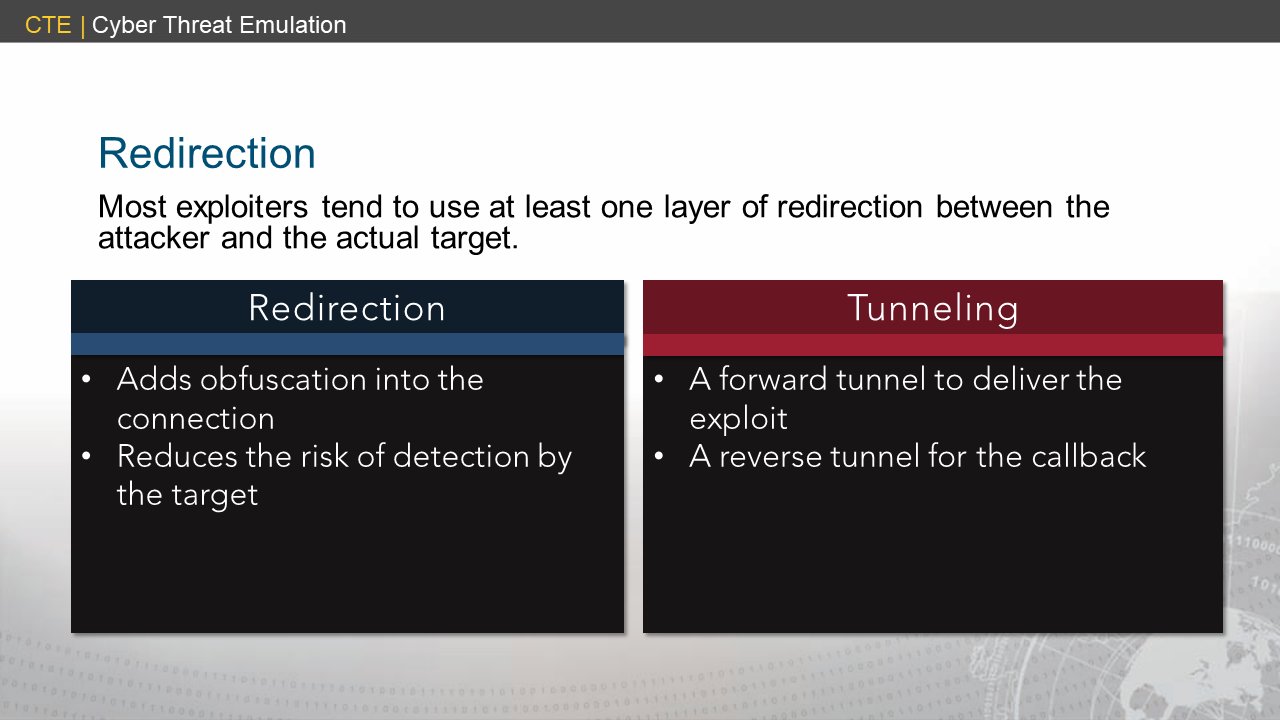 CTE | Cyber Threat Emulation
Redirection
Most exploiters tend to use at least one layer of redirection between the
attacker and the actual target.
Redirection
• Adds obfuscation into the
connection
• Reduces the risk of detection by
the target
Tunneling
• A forward tunnel to deliver the
exploit
• A reverse tunnel for the callback